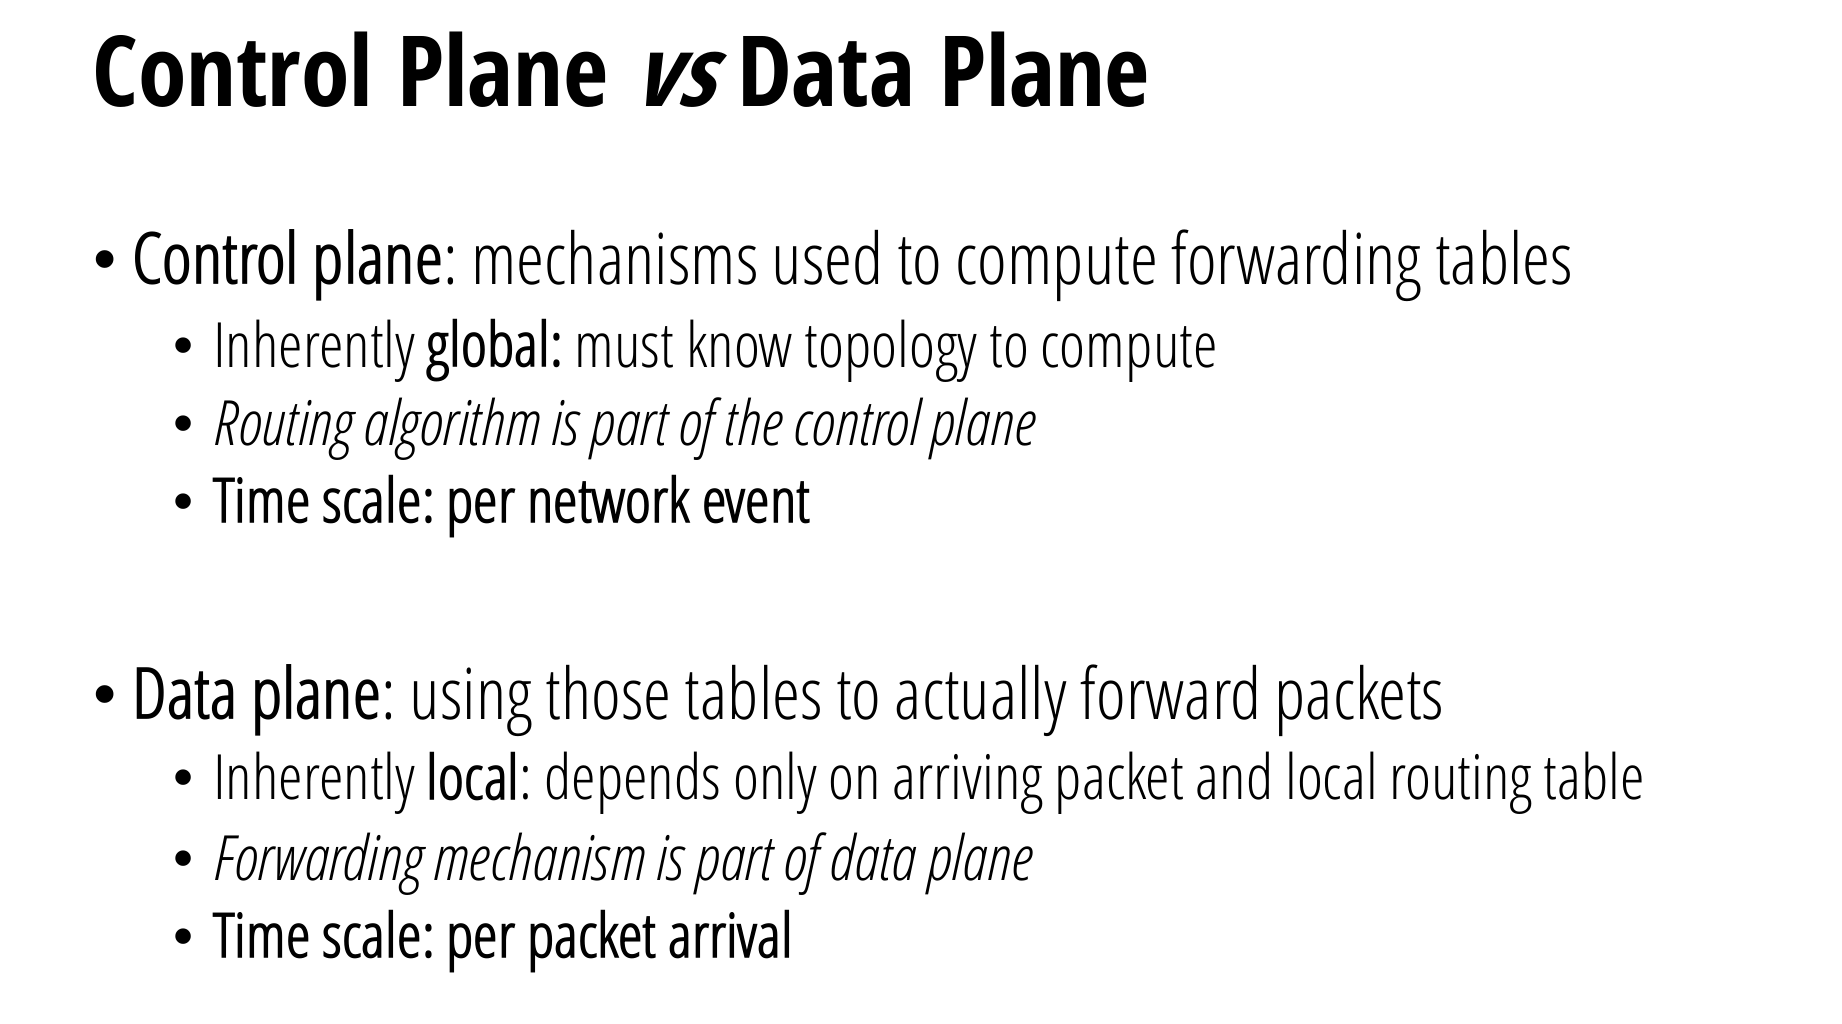 Control Plane vs Data Plane
• Control plane: mechanisms used to compute forwarding tables
• Inherently global: must know topology to compute
• Routing algorithm is part of the control plane
• Time scale: per network event
• Data plane: using those tables to actually forward packets
• Inherently local: depends only on arriving packet and local routing table
• Forwarding mechanism is part of data plane
• Time scale: per packet arrival